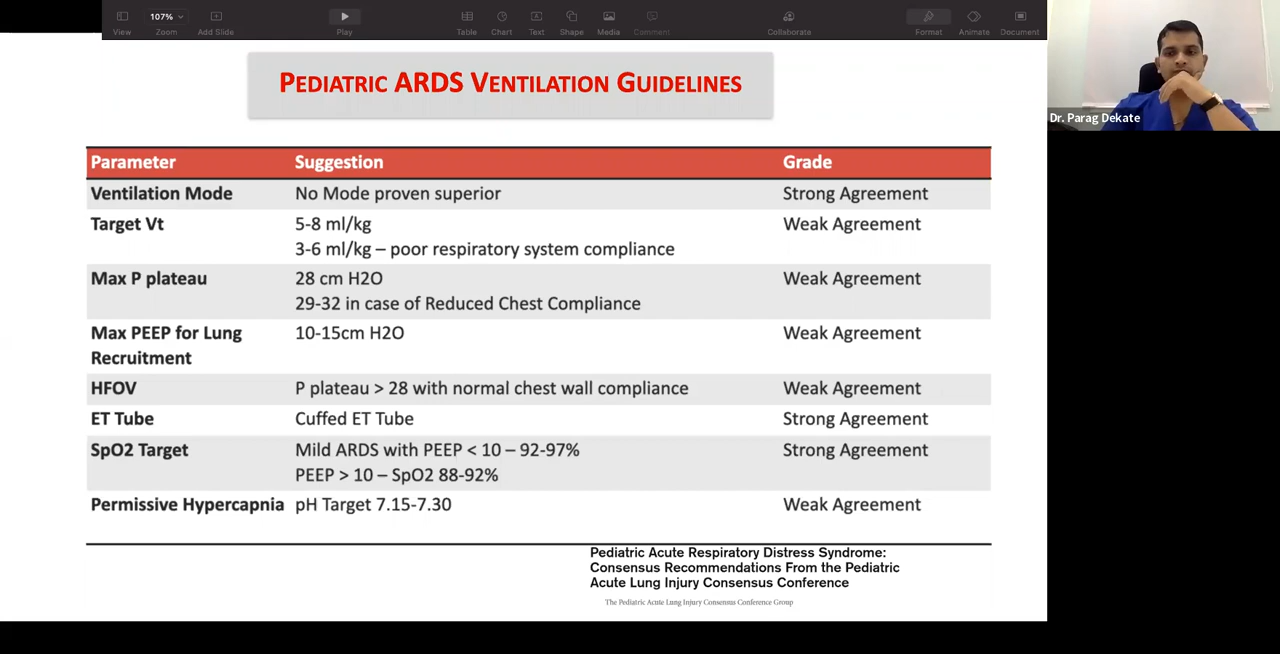 View
107%
Zoom
Add Slide
Play
Table
Chart
Text
Shape
Media
Comment
Collaborate
Format
Animate
Document
PEDIATRIC ARDS VENTILATION GUIDELINES
Dr. Parag Dekate
Parameter Suggestion Grade
Ventilation Mode No Mode proven superior Strong Agreement
Target Vt 5-8 ml/kg Weak Agreement
3-6 ml/kg – poor respiratory system compliance
Max P plateau 28 cm H2O Weak Agreement
29-32 in case of Reduced Chest Compliance
Max PEEP for Lung 10-15cm H2O Weak Agreement
Recruitment
HFOV P plateau > 28 with normal chest wall compliance Weak Agreement
ET Tube Cuffed ET Tube Strong Agreement
SpO2 Target Mild ARDS with PEEP < 10 – 92-97% Strong Agreement
PEEP > 10 – SpO2 88-92%
Permissive Hypercapnia pH Target 7.15-7.30 Weak Agreement
Pediatric Acute Respiratory Distress Syndrome:
Consensus Recommendations From the Pediatric
Acute Lung Injury Consensus Conference
The Pediatric Acute Lung Injury Consensus Conference Group